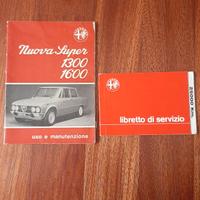 Nuova Super
1300
1600
uso e manutenzione
libretto di servizio